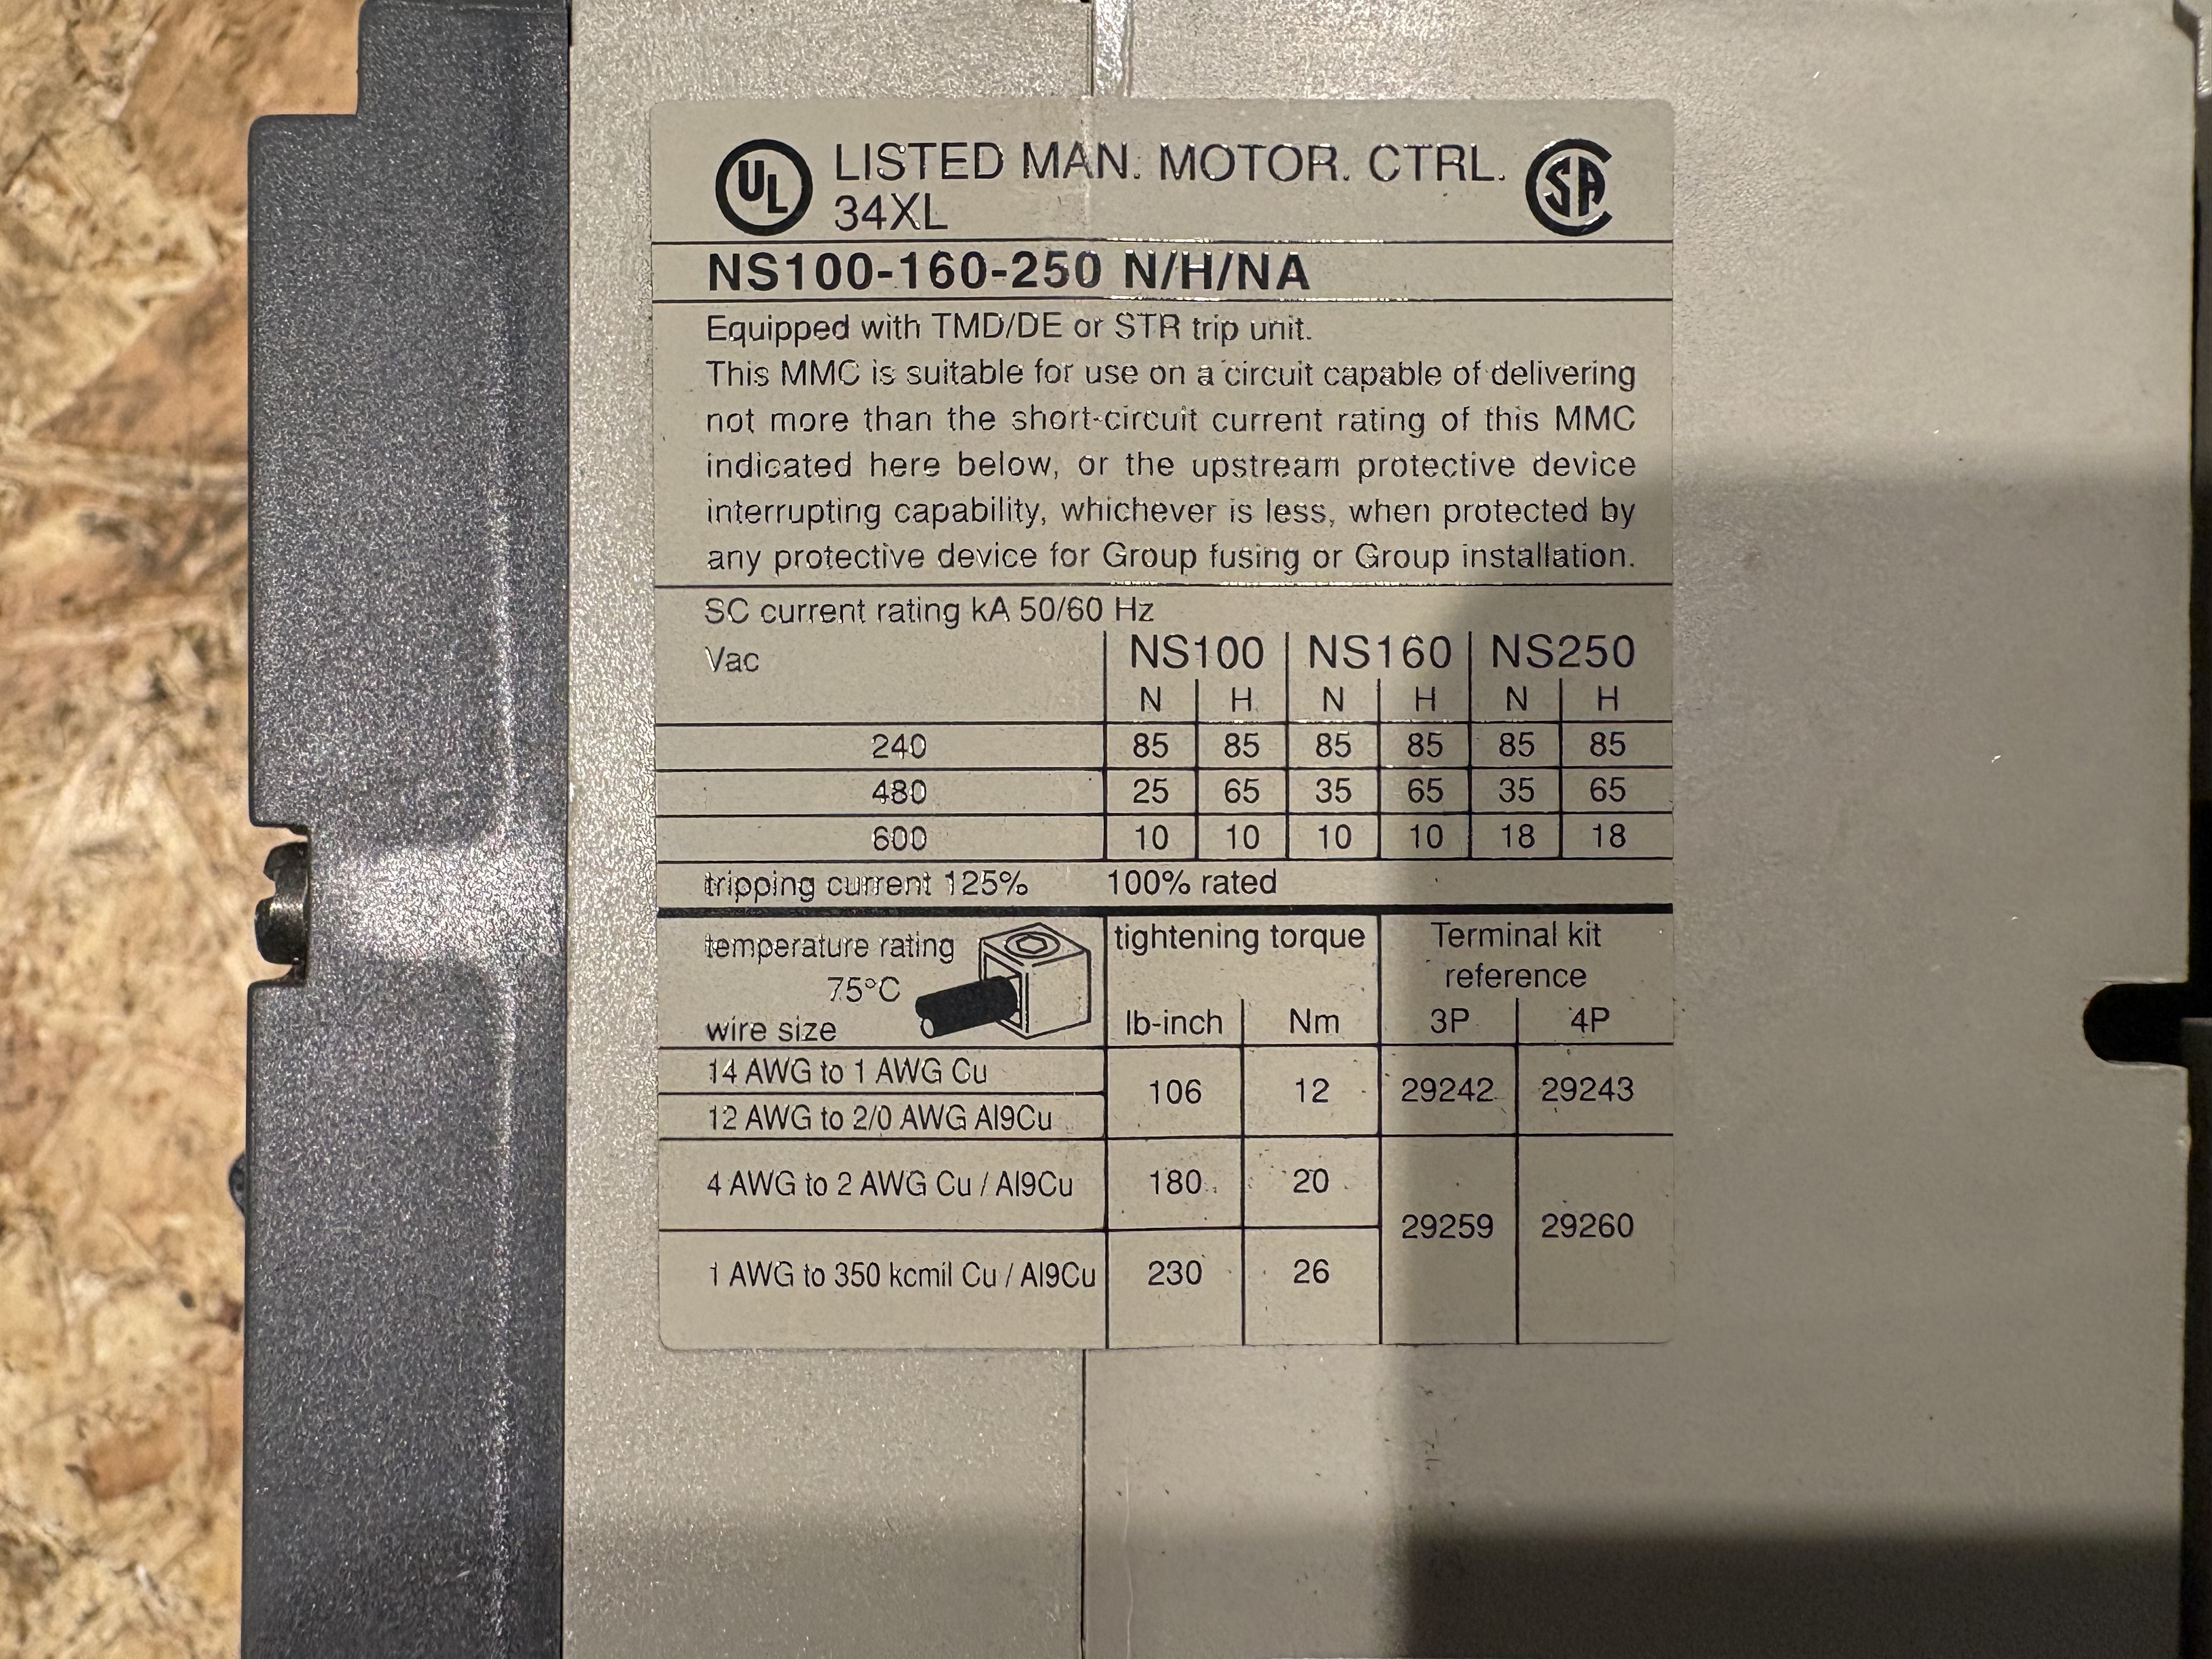 UL LISTED MAN. MOTOR. CTRL. SA
34XL
NS100-160-250 N/H/NA
Equipped with TMD/DE or STR trip unit.
This MMC is suitable for use on a circuit capable of delivering
not more than the short-circuit current rating of this MMC
indicated here below, or the upstream protective device
interrupting capability, whichever is less, when protected by
any protective device for Group fusing or Group installation.
SC current rating kA 50/60 Hz
Vac NS100 NS160 NS250
N H N H N H
240 85 85 85 85 85 85
480 25 65 35 65 35 65
600 10 10 10 10 18 18
tripping current 125% 100% rated
temperature rating tightening torque Terminal kit
75°C reference
wire size lb-inch Nm 3P 4P
14 AWG to 1 AWG Cu
106 12 29242 29243
12 AWG to 2/0 AWG Al9Cu
4 AWG to 2 AWG Cu / Al9Cu 180 20
29259 29260
1 AWG to 350 kcmil Cu / Al9Cu 230 26